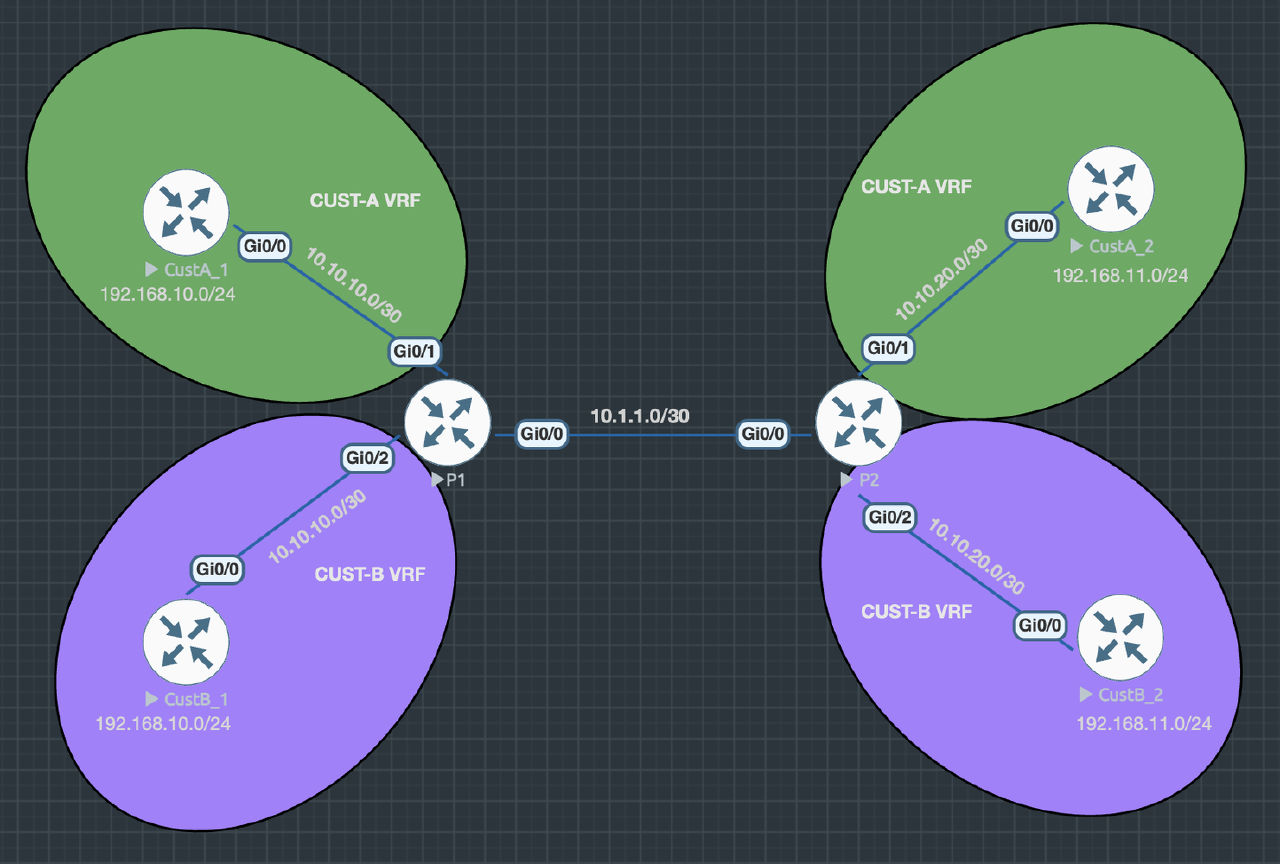 CUST-A VRF
Gi0/0
10.10.10.0/30
CustA_1
192.168.10.0/24
Gi0/1
CUST-A VRF
Gi0/0
10.10.20.0/30
CustA_2
192.168.11.0/24
Gi0/1
P1
Gi0/0
10.1.1.0/30
Gi0/0
P2
Gi0/2
10.10.10.0/30
Gi0/0
CUST-B VRF
CustB_1
192.168.10.0/24
Gi0/2
10.10.20.0/30
CUST-B VRF
Gi0/0
CustB_2
192.168.11.0/24